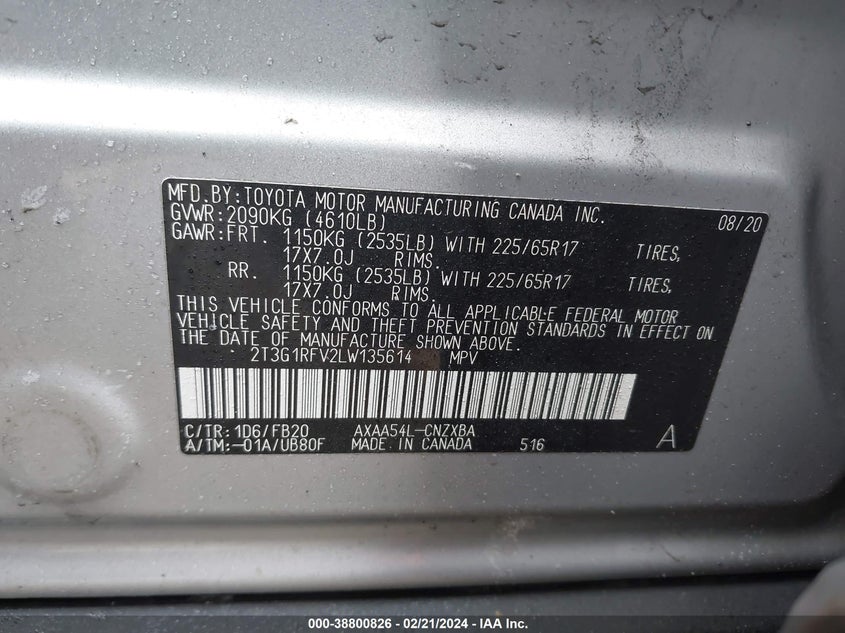 MFD.BY:TOYOTA MOTOR MANUFACTURING CANADA INC. 08/20
GVWR:2090KG (4610LB)
GAWR:FRT. 1150KG (2535LB) WITH 225/65R17 TIRES,
17X7.0J RIMS.
RR. 1150KG (2535LB) WITH 225/65R17 TIRES,
17X7.0J RIMS.
THIS VEHICLE CONFORMS TO ALL APPLICABLE FEDERAL MOTOR
VEHICLE SAFETY AND THEFT PREVENTION STANDARDS IN EFFECT ON
THE DATE OF MANUFACTURE SHOWN ABOVE.
2T3G1RFV2LW135614 MPV
C/TR:1D6/FB20 AXAA54L-CNZXBA
A/TM:-01A/UB80F MADE IN CANADA 516 A
000-38800826 - 02/21/2024 - IAA Inc.